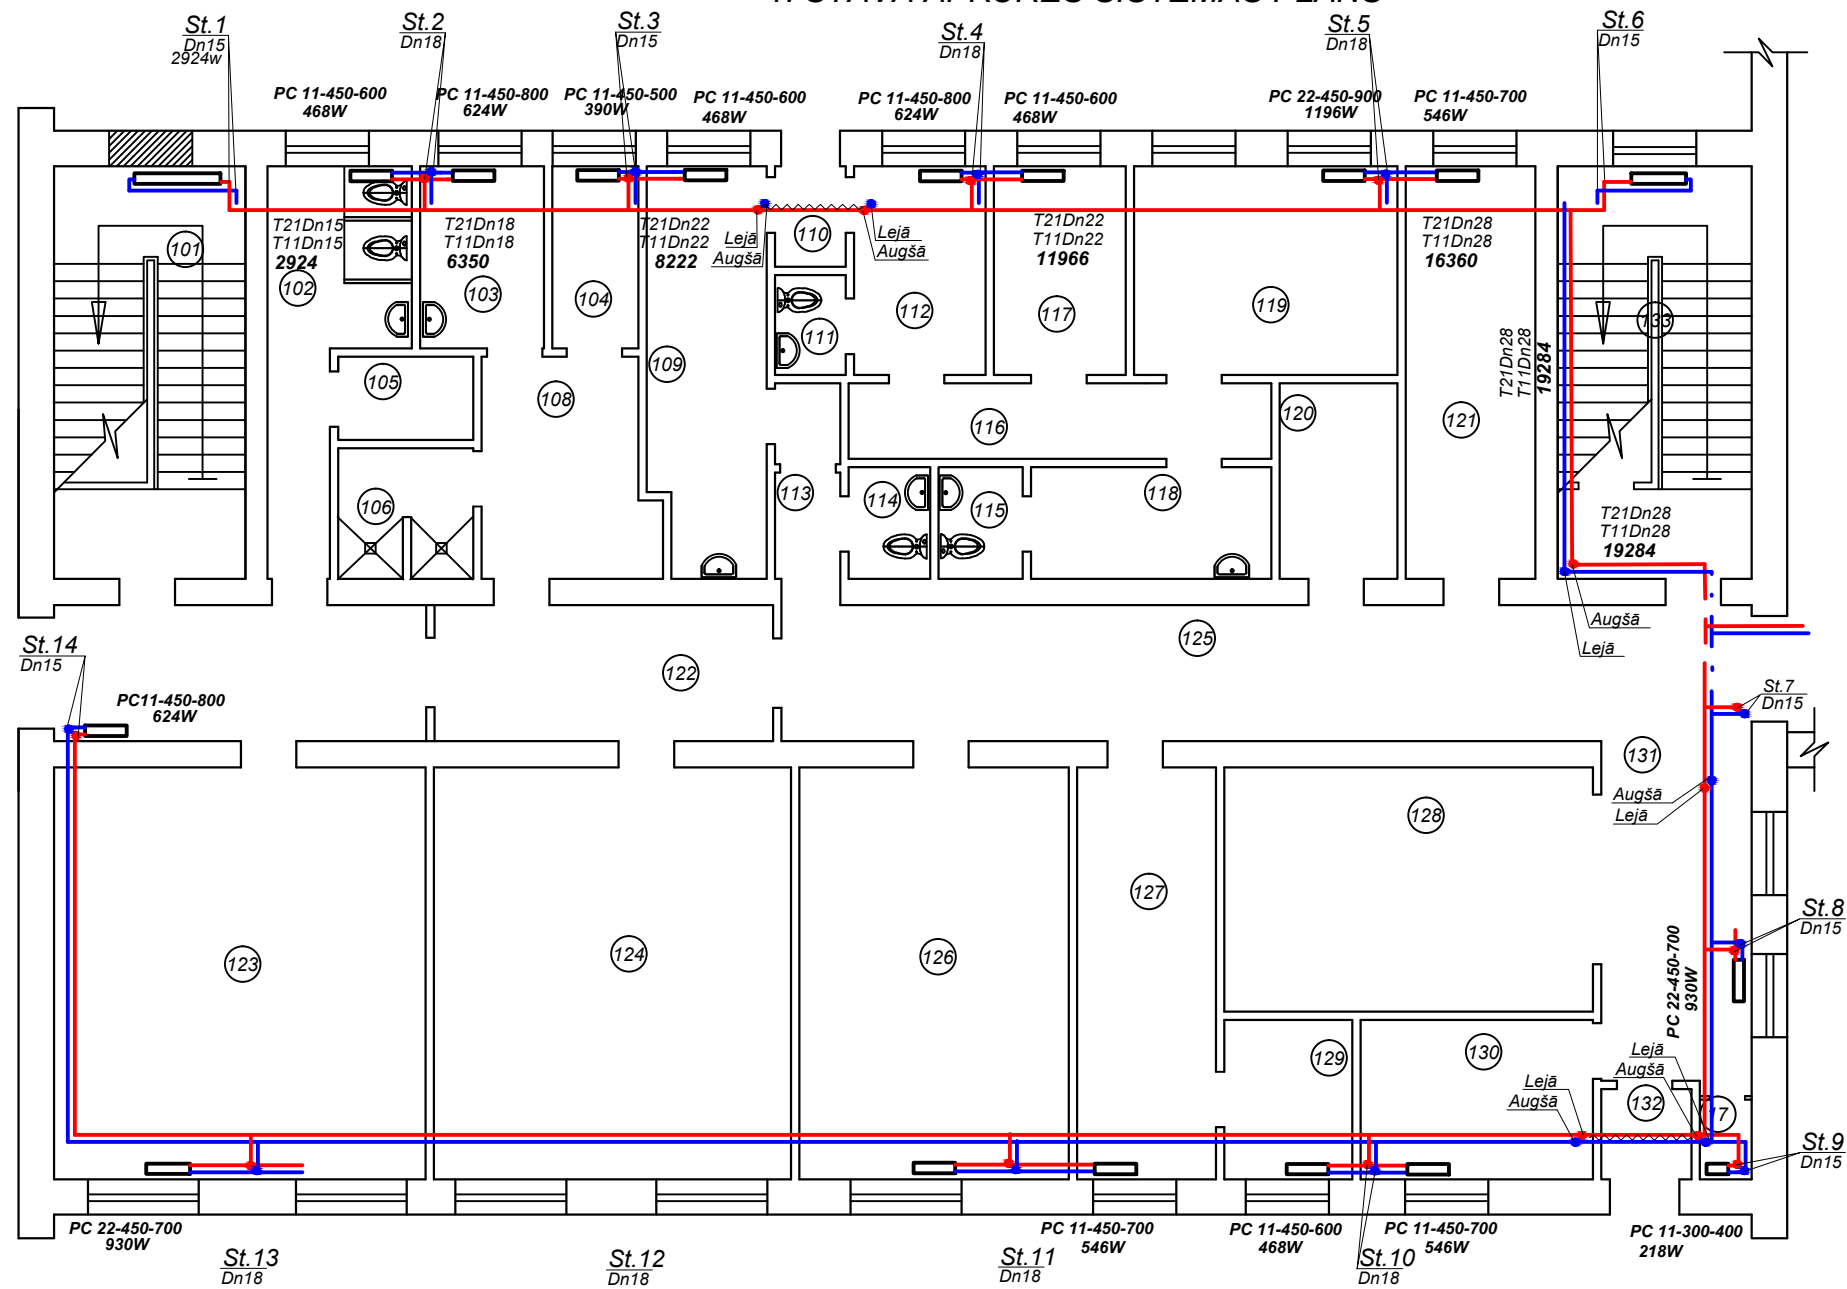 St.1
Dn15
2924w
St.2
Dn18
St.3
Dn15
St.4
Dn18
St.5
Dn18
St.6
Dn15
PC 11-450-600
468W
PC 11-450-800
624W
PC 11-450-500
390W
PC 11-450-600
468W
PC 11-450-800
624W
PC 11-450-600
468W
PC 22-450-900
1196W
PC 11-450-700
546W
T21Dn15
T11Dn15
2924
T21Dn18
T11Dn18
6350
T21Dn22
T11Dn22
8222
Lejā
Augšā
Lejā
Augšā
T21Dn22
T11Dn22
11966
T21Dn28
T11Dn28
16360
101
102
103
104
110
111
112
117
119
133
105
108
109
116
120
121
T21Dn28
T11Dn28
19284
106
113
114
115
118
T21Dn28
T11Dn28
19284
Augšā
Lejā
St.14
Dn15
122
125
PC11-450-800
624W
St.7
Dn15
131
Augšā
Lejā
128
127
123
124
126
St.8
Dn15
PC 22-450-700
930W
129
130
Lejā
Augšā
Lejā
Augšā
132
17
St.9
Dn15
PC 22-450-700
930W
PC 11-450-700
546W
PC 11-450-600
468W
PC 11-450-700
546W
PC 11-300-400
218W
St.13
Dn18
St.12
Dn18
St.11
Dn18
St.10
Dn18